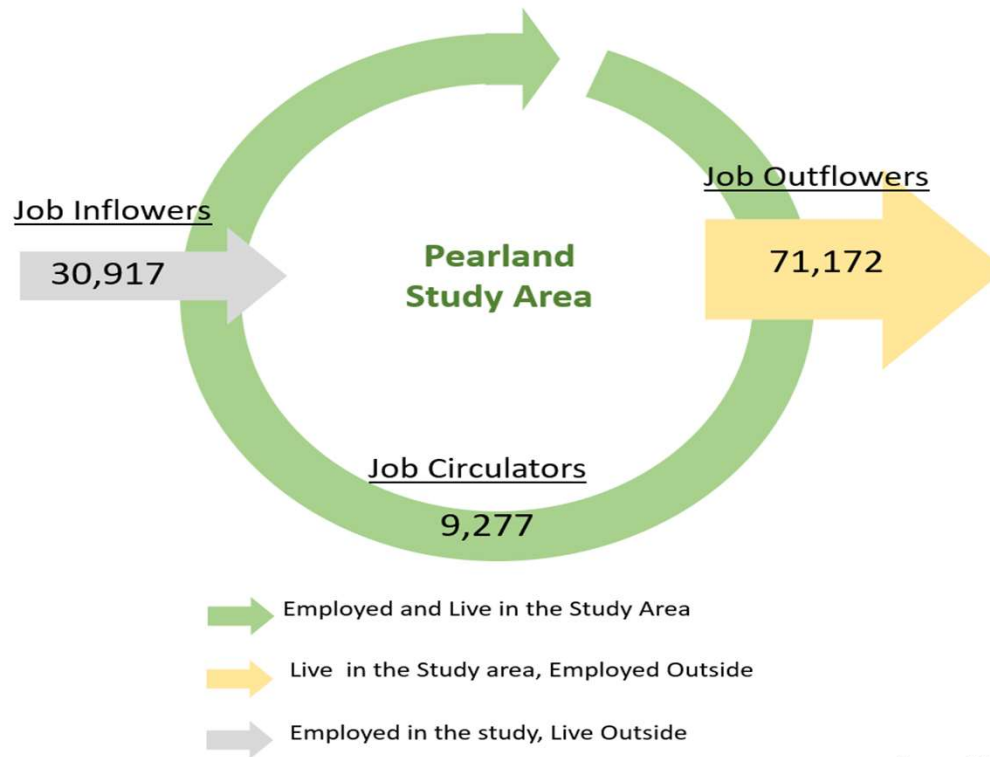 Job Inflowers
30,917
Pearland
Study Area
Job Outflowers
71,172
Job Circulators
9,277
Employed and Live in the Study Area
Live in the Study area, Employed Outside
Employed in the study, Live Outside